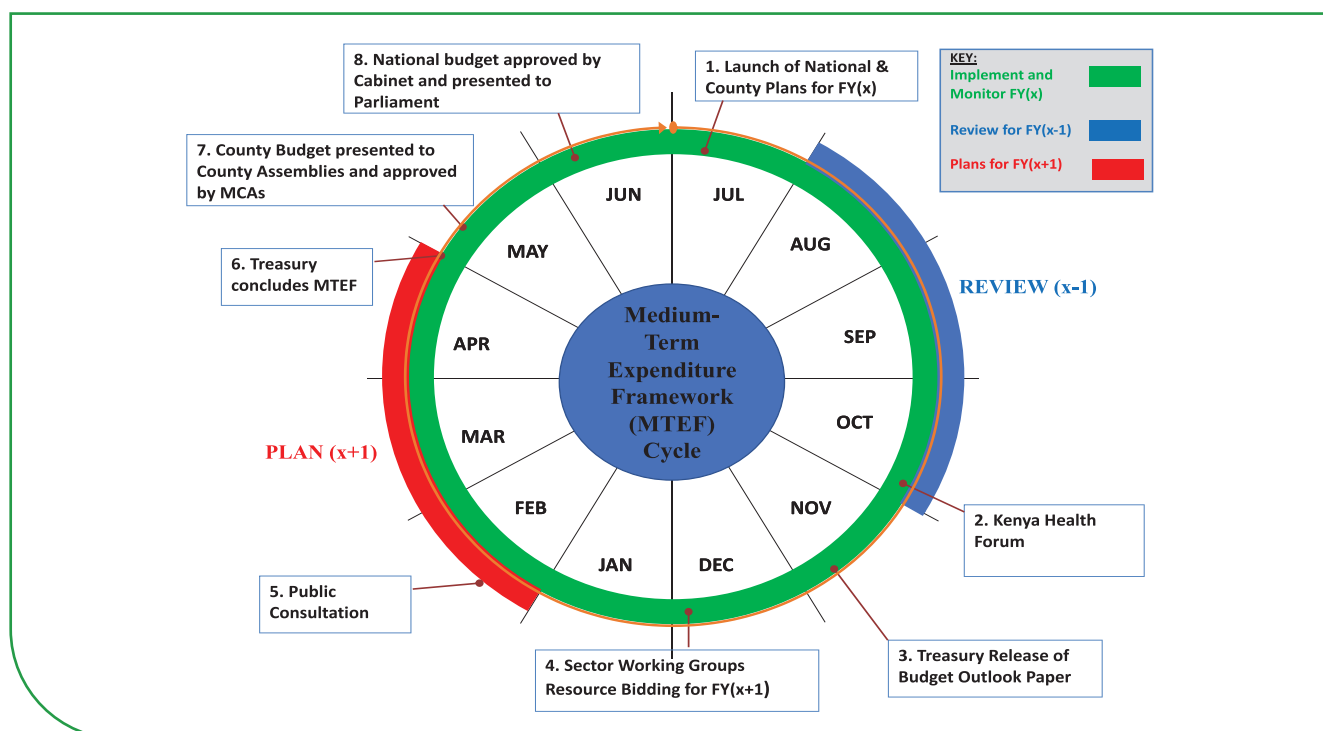 8. National budget approved by
Cabinet and presented to
Parliament
1. Launch of National &
County Plans for FY(x)
KEY:
Implement and
Monitor FY(x)
Review for FY(x-1)
Plans for FY(x+1)
7. County Budget presented to
County Assemblies and approved
by MCAs
6. Treasury
concludes MTEF
JUN
JUL
MAY
AUG
APR
SEP
MAR
OCT
FEB
NOV
JAN
DEC
Medium-
Term
Expenditure
Framework
(MTEF)
Cycle
REVIEW (x-1)
PLAN (x+1)
2. Kenya Health
Forum
5. Public
Consultation
4. Sector Working Groups
Resource Bidding for FY(x+1)
3. Treasury Release of
Budget Outlook Paper